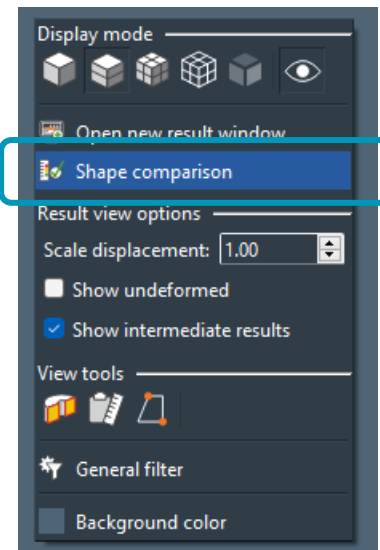 Display mode
Open new result window
Shape comparison
Result view options
Scale displacement: 1.00
Show undeformed
Show intermediate results
View tools
General filter
Background color